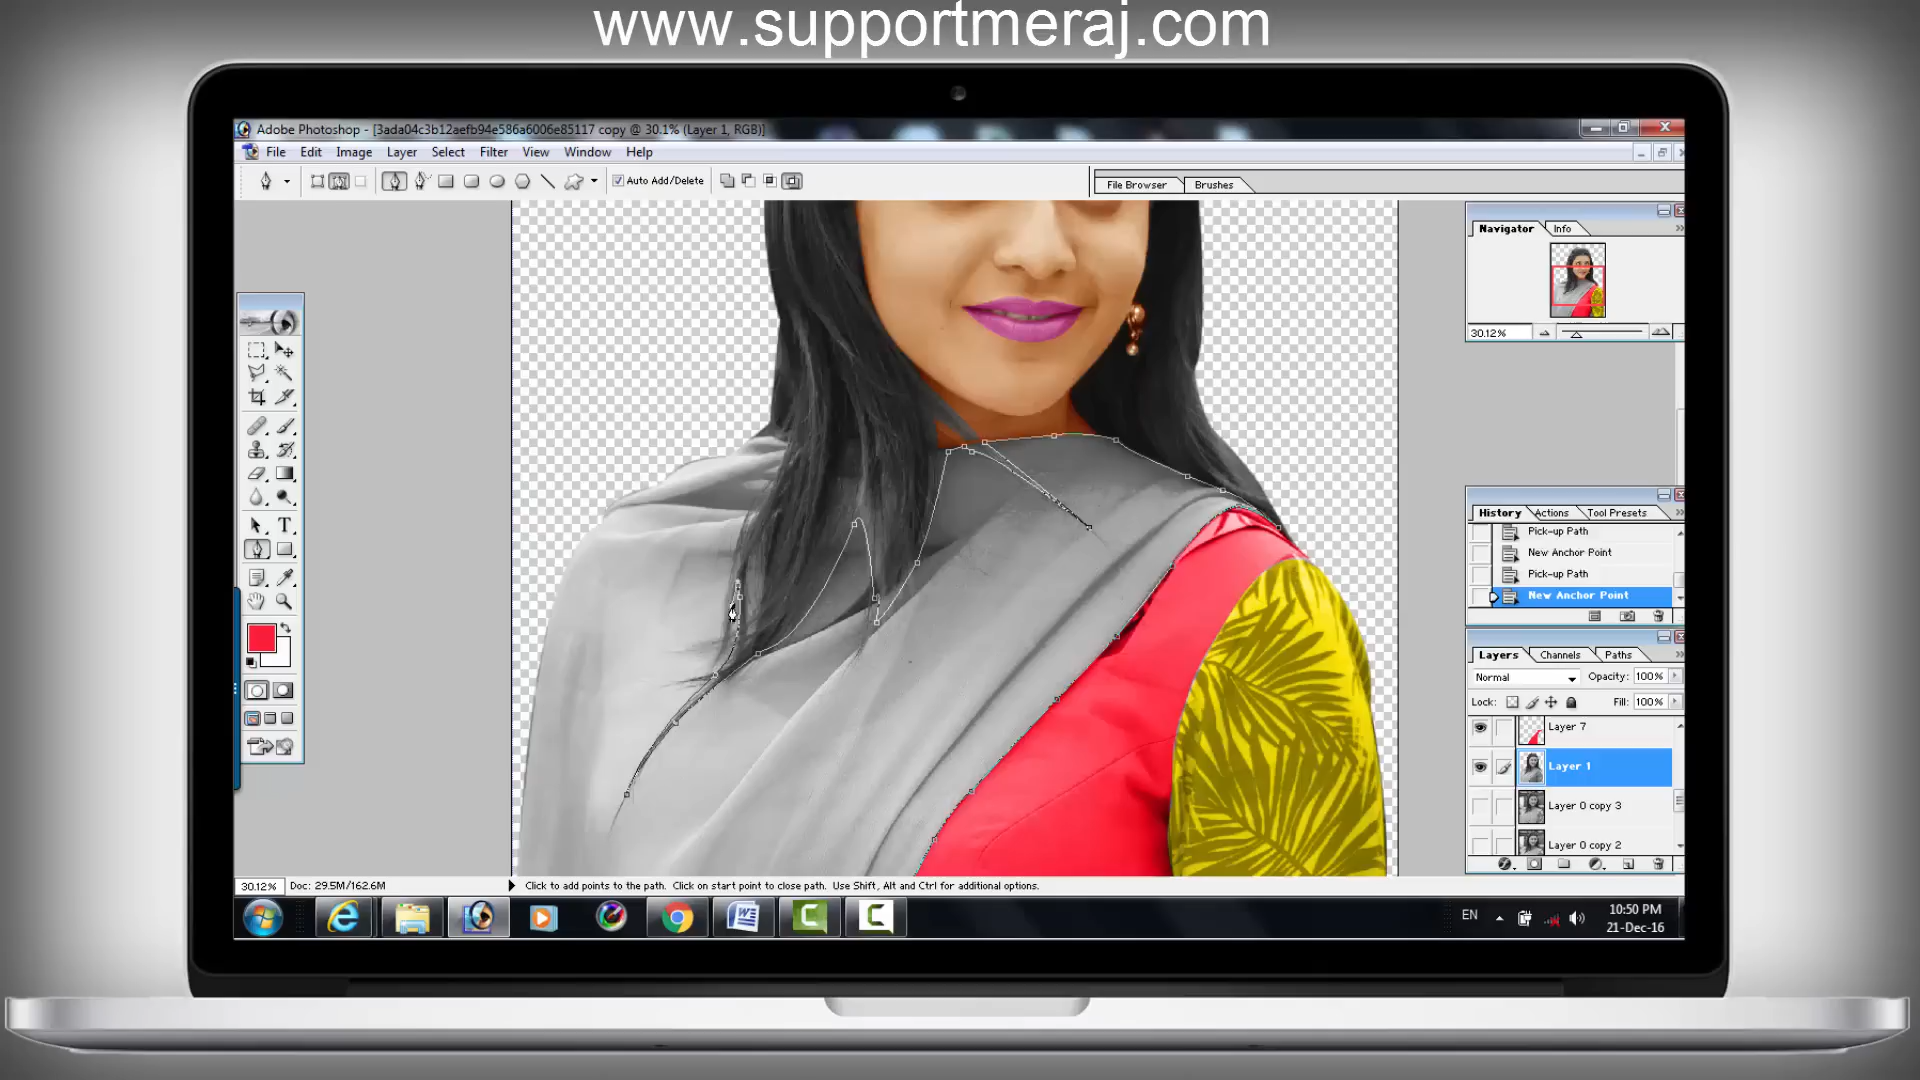 www.supportmeraj.com
Adobe Photoshop - [3ada04c3b12aefb94e586a6006e85117 copy @ 30.1% (Layer 1, RGB)]
File Edit Image Layer Select Filter View Window Help
Auto Add/Delete
File Browser Brushes
Navigator Info
30.12%
History Actions Tool Presets
Pick-up Path
New Anchor Point
Pick-up Path
New Anchor Point
Layers Channels Paths
Normal Opacity: 100%
Lock: Fill: 100%
Layer 7
Layer 1
Layer 0 copy 3
Layer 0 copy 2
30.12% Doc: 29.5M/162.6M Click to add points to the path. Click on start point to close path. Use Shift, Alt and Ctrl for additional options.
EN
10:50 PM
21-Dec-16